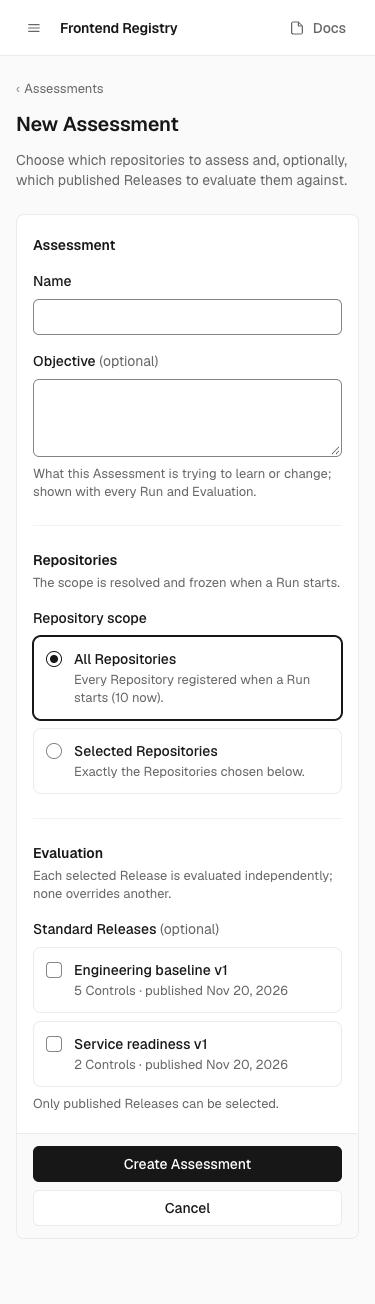 Frontend Registry
Docs
‹ Assessments
New Assessment
Choose which repositories to assess and, optionally,
which published Releases to evaluate them against.
Assessment
Name
Objective (optional)
What this Assessment is trying to learn or change;
shown with every Run and Evaluation.
Repositories
The scope is resolved and frozen when a Run starts.
Repository scope
All Repositories
Every Repository registered when a Run
starts (10 now).
Selected Repositories
Exactly the Repositories chosen below.
Evaluation
Each selected Release is evaluated independently;
none overrides another.
Standard Releases (optional)
Engineering baseline v1
5 Controls · published Nov 20, 2026
Service readiness v1
2 Controls · published Nov 20, 2026
Only published Releases can be selected.
Create Assessment
Cancel